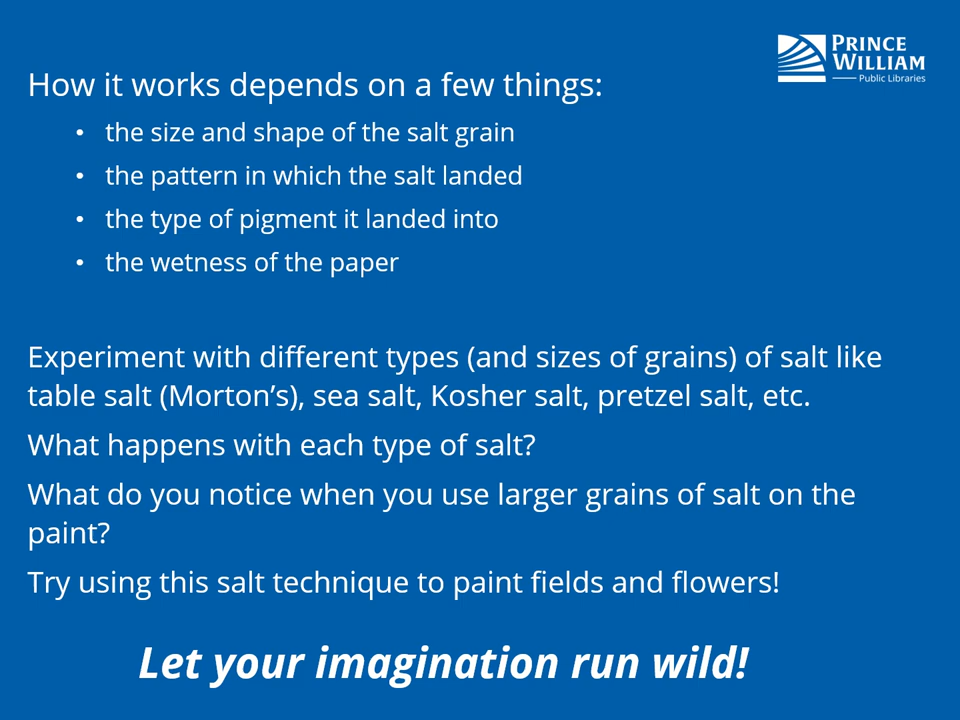 PRINCE
WILLIAM
Public Libraries
How it works depends on a few things:
• the size and shape of the salt grain
• the pattern in which the salt landed
• the type of pigment it landed into
• the wetness of the paper
Experiment with different types (and sizes of grains) of salt like
table salt (Morton’s), sea salt, Kosher salt, pretzel salt, etc.
What happens with each type of salt?
What do you notice when you use larger grains of salt on the
paint?
Try using this salt technique to paint fields and flowers!
Let your imagination run wild!